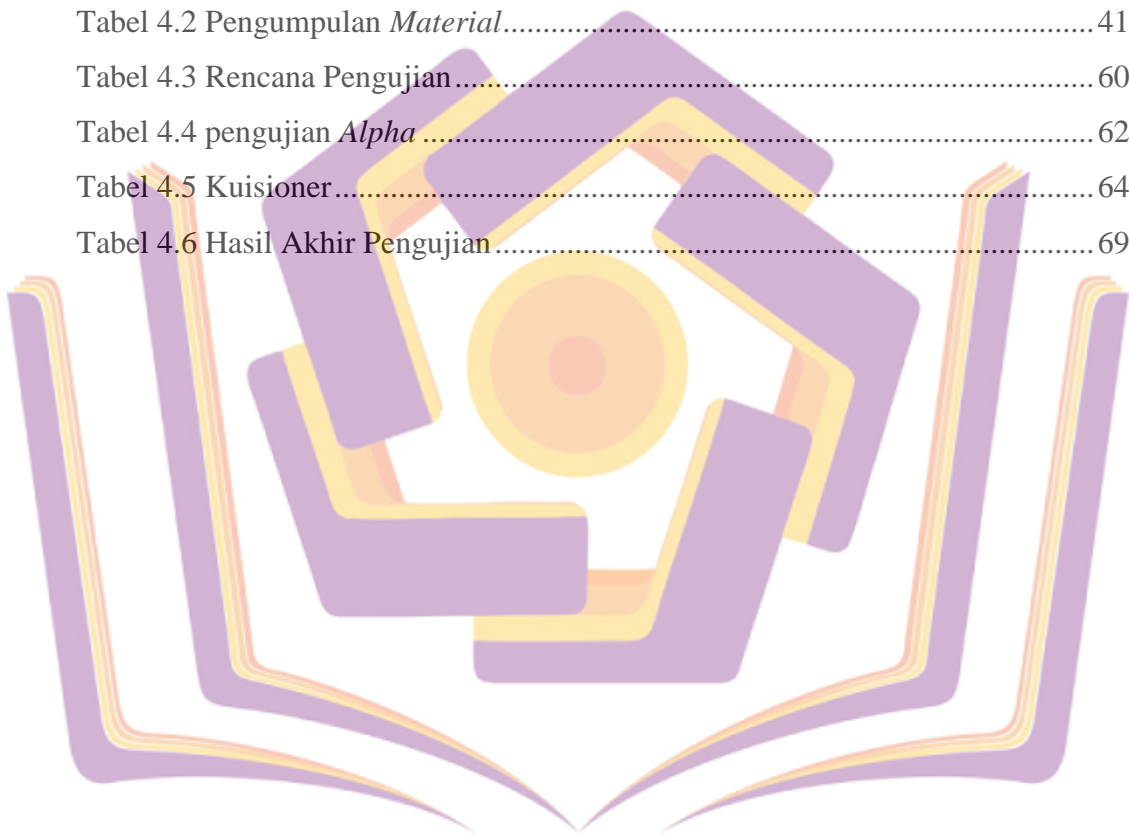 Tabel 4.2 Pengumpulan Material........................................................................41
Tabel 4.3 Rencana Pengujian..............................................................................60
Tabel 4.4 pengujian Alpha..................................................................................62
Tabel 4.5 Kuisioner.............................................................................................64
Tabel 4.6 Hasil Akhir Pengujian.........................................................................69